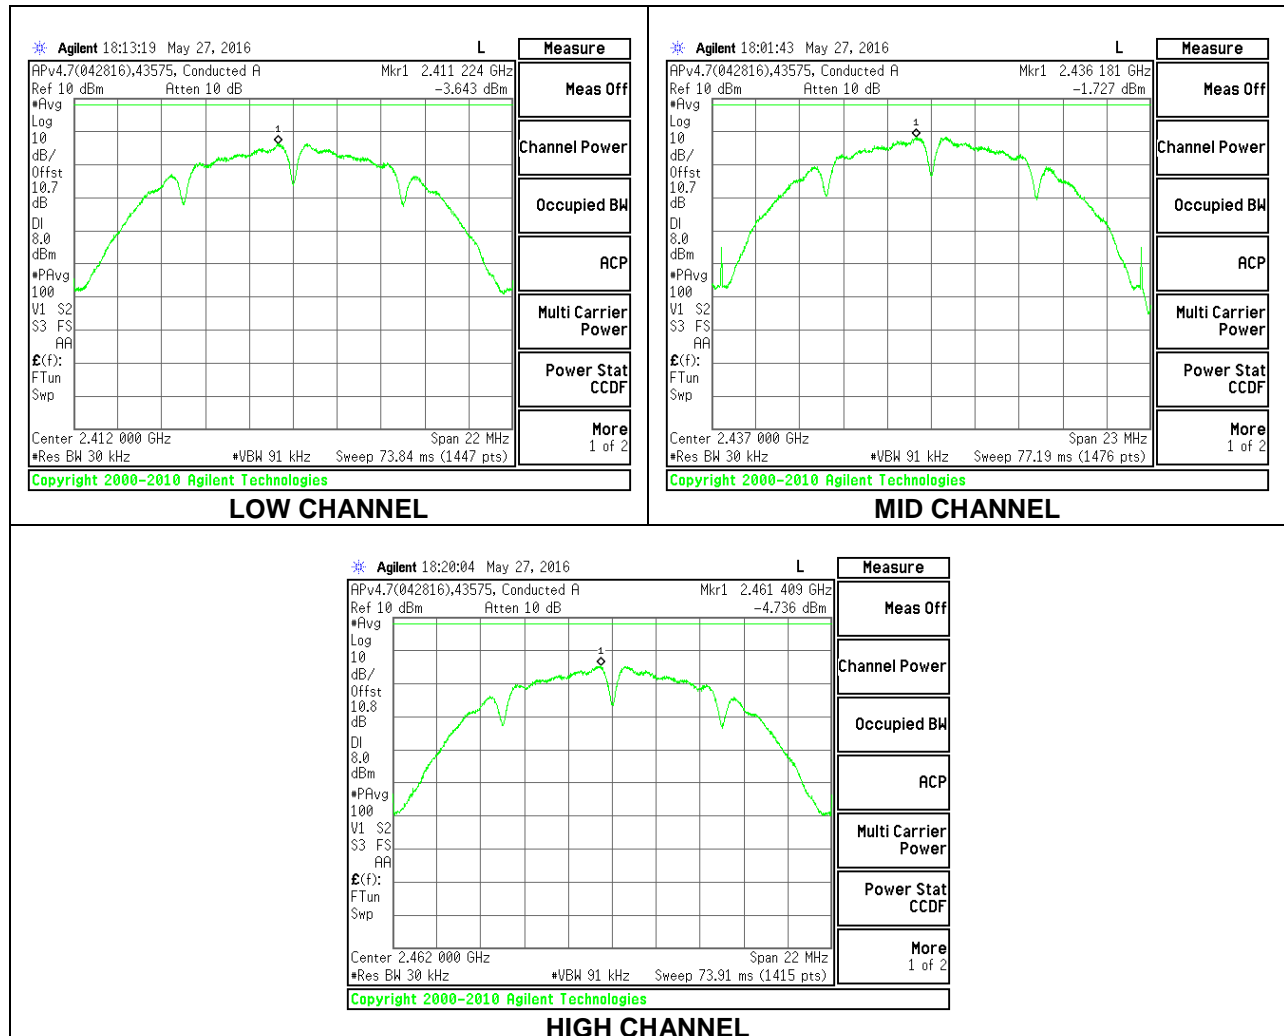 Agilent 18:13:19 May 27, 2016 L Measure
APv4.7(042816),43575, Conducted A Mkr1 2.411 224 GHz
Ref 10 dBm Atten 10 dB -3.643 dBm
Meas Off
#Avg
Log
10
dB/
Offst
10.7
dB
DI
8.0
dBm
#PAvg
100
V1 S2
S3 FS
AA
£(f):
FTun
Swp
1
Channel Power
Occupied BW
ACP
Multi Carrier
Power
Power Stat
CCDF
More
1 of 2
Center 2.412 000 GHz Span 22 MHz
#Res BW 30 kHz #VBW 91 kHz Sweep 73.84 ms (1447 pts)
Copyright 2000-2010 Agilent Technologies
LOW CHANNEL
Agilent 18:01:43 May 27, 2016 L Measure
APv4.7(042816),43575, Conducted A Mkr1 2.436 181 GHz
Ref 10 dBm Atten 10 dB -1.727 dBm
Meas Off
#Avg
Log
10
dB/
Offst
10.7
dB
DI
8.0
dBm
#PAvg
100
V1 S2
S3 FS
AA
£(f):
FTun
Swp
1
Channel Power
Occupied BW
ACP
Multi Carrier
Power
Power Stat
CCDF
More
1 of 2
Center 2.437 000 GHz Span 23 MHz
#Res BW 30 kHz #VBW 91 kHz Sweep 77.19 ms (1476 pts)
Copyright 2000-2010 Agilent Technologies
MID CHANNEL
Agilent 18:20:04 May 27, 2016 L Measure
APv4.7(042816),43575, Conducted A Mkr1 2.461 409 GHz
Ref 10 dBm Atten 10 dB -4.736 dBm
Meas Off
#Avg
Log
10
dB/
Offst
10.8
dB
DI
8.0
dBm
#PAvg
100
V1 S2
S3 FS
AA
£(f):
FTun
Swp
1
Channel Power
Occupied BW
ACP
Multi Carrier
Power
Power Stat
CCDF
More
1 of 2
Center 2.462 000 GHz Span 22 MHz
#Res BW 30 kHz #VBW 91 kHz Sweep 73.91 ms (1415 pts)
Copyright 2000-2010 Agilent Technologies
HIGH CHANNEL